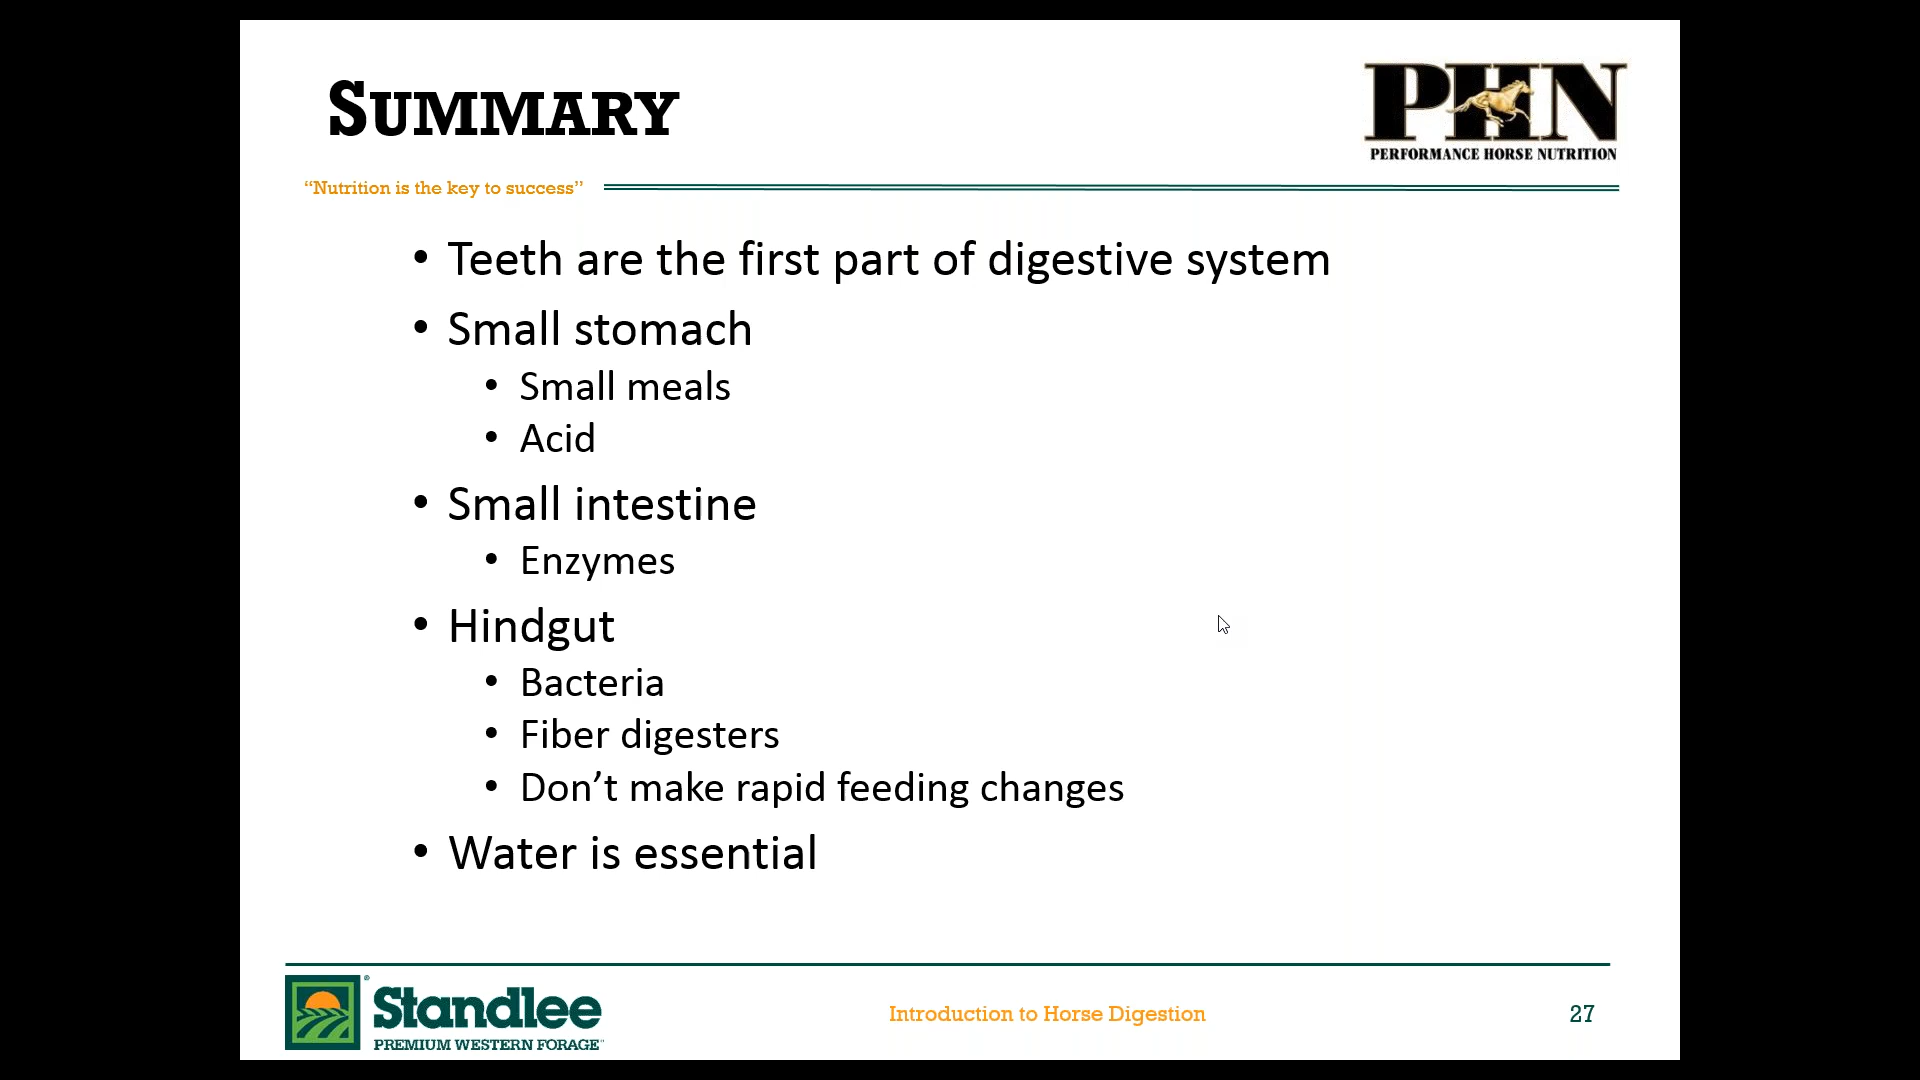 SUMMARY
PHN
PERFORMANCE HORSE NUTRITION
“Nutrition is the key to success”
• Teeth are the first part of digestive system
• Small stomach
• Small meals
• Acid
• Small intestine
• Enzymes
• Hindgut
• Bacteria
• Fiber digesters
• Don’t make rapid feeding changes
• Water is essential
® Standlee
PREMIUM WESTERN FORAGE™
Introduction to Horse Digestion
27